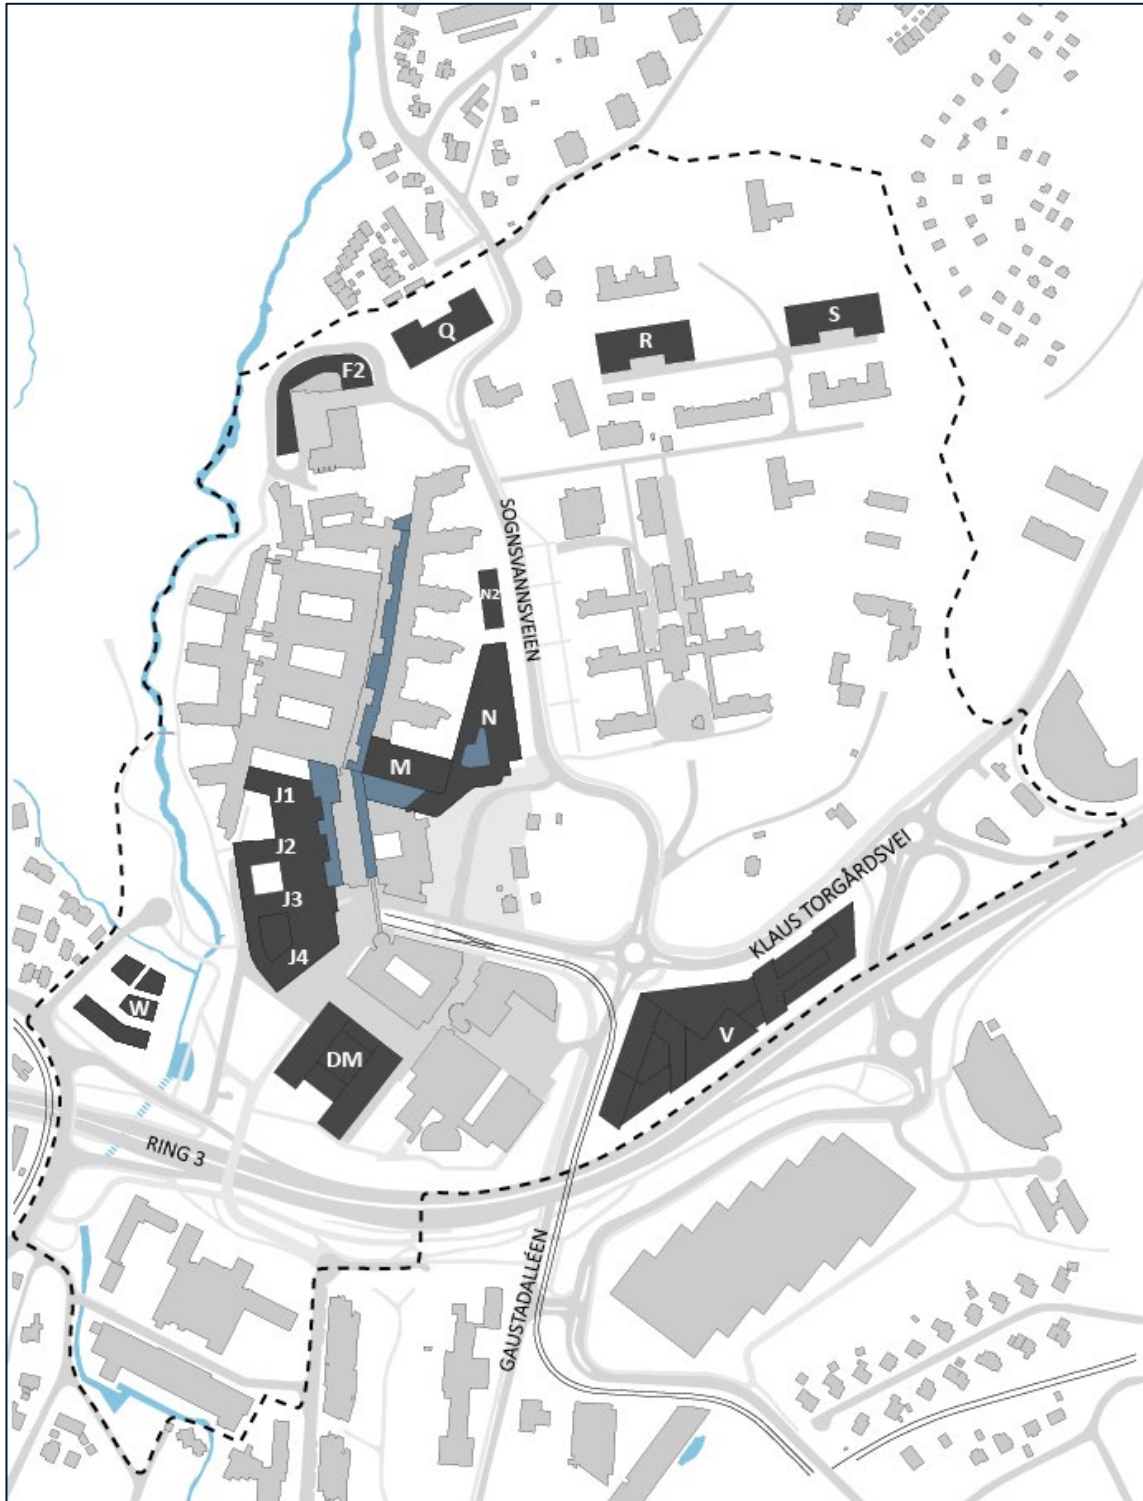 S
Q
R
F2
SOGNSVANNSVEIEN
N2
N
M
J1
J2
J3
J4
KLAUS TORGÅRDSVEI
W
V
DM
RING 3
GAUSTADALLÉEN